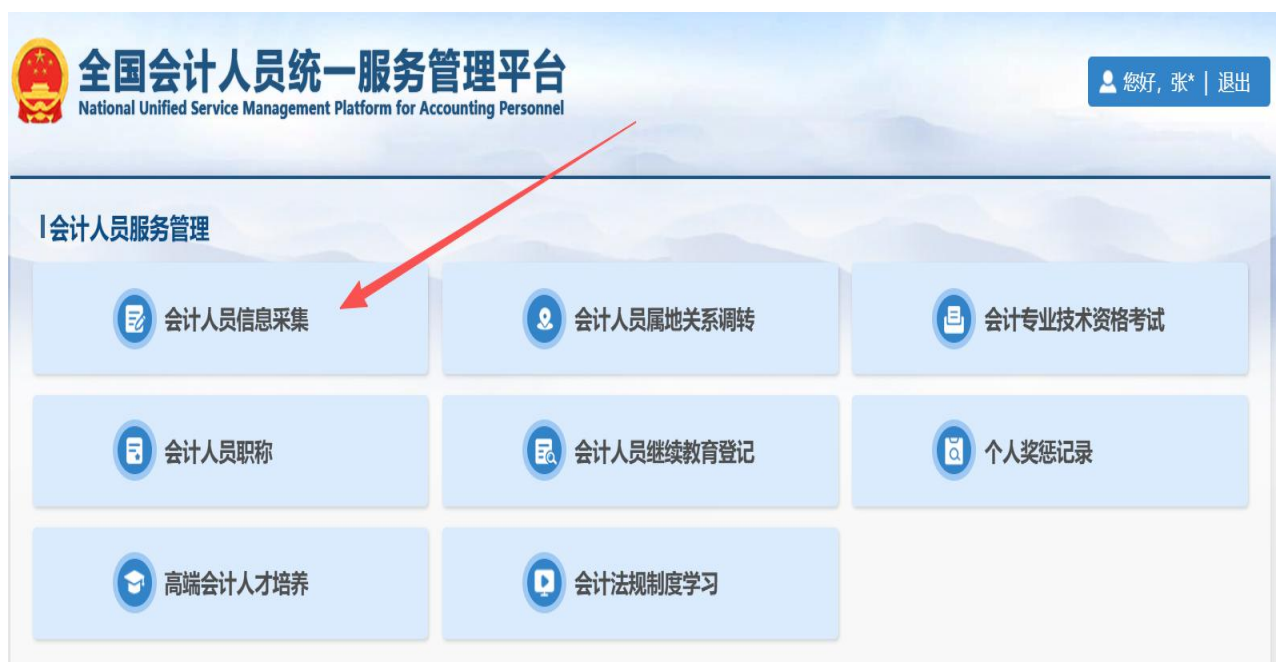 全国会计人员统一服务管理平台
National Unified Service Management Platform for Accounting Personnel
您好，张* | 退出
会计人员服务管理
会计人员信息采集
会计人员属地关系调转
会计专业技术资格考试
会计人员职称
会计人员继续教育登记
个人奖惩记录
高端会计人才培养
会计法规制度学习